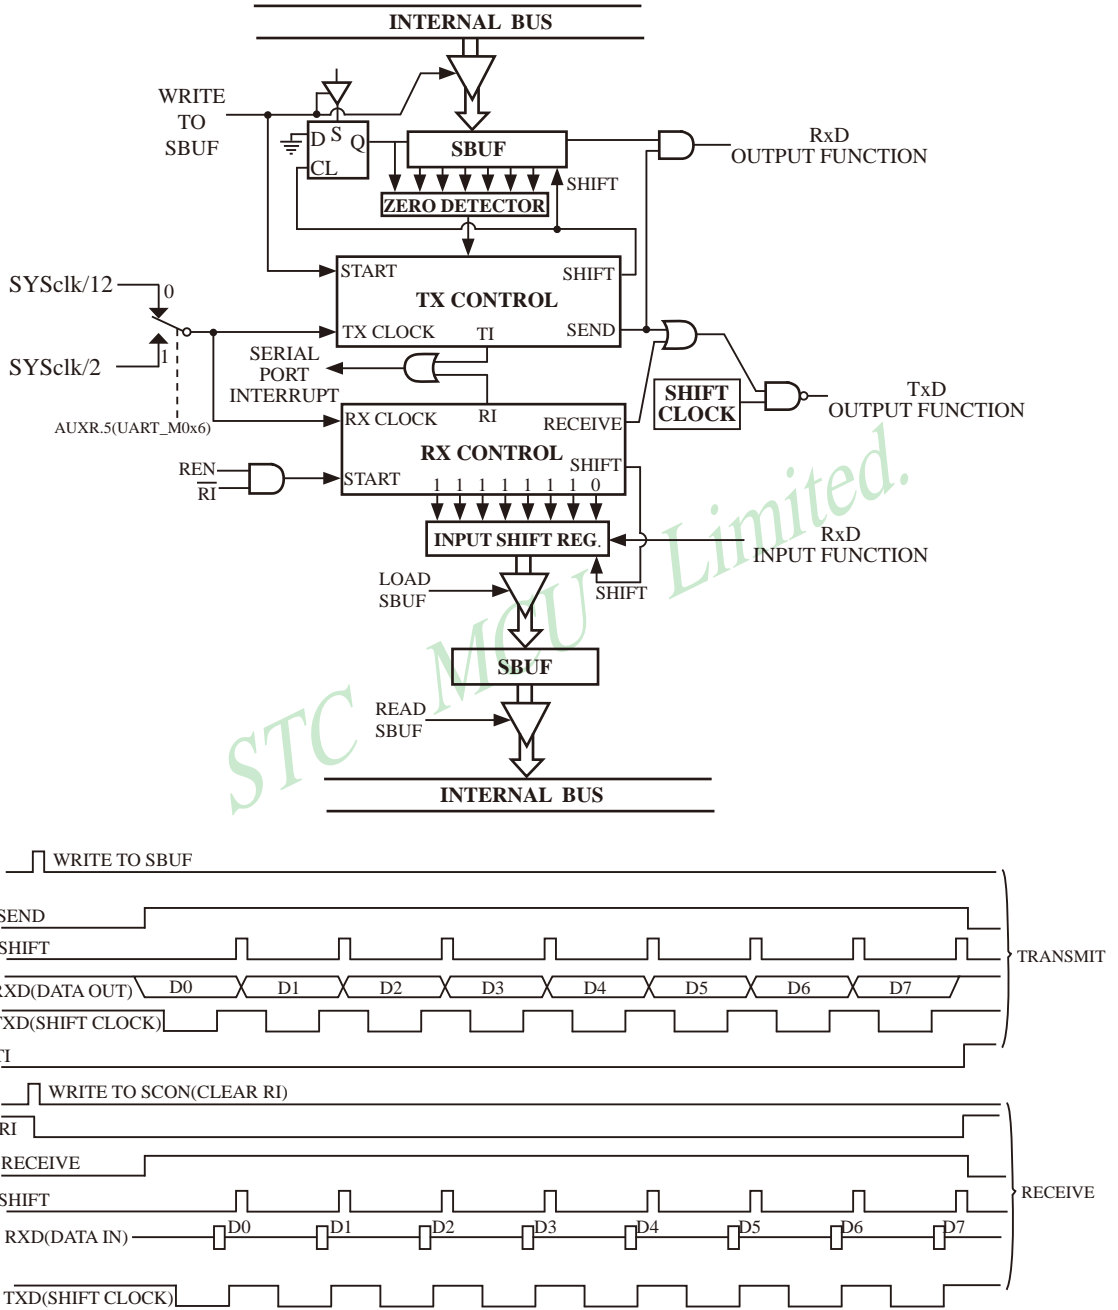 INTERNAL BUS
WRITE
TO
SBUF
D S Q
CL
SBUF
RxD
OUTPUT FUNCTION
SHIFT
ZERO DETECTOR
START
SHIFT
TX CONTROL
SYSclk/12
0
TX CLOCK
TI
SEND
SYSclk/2
1
SERIAL
PORT
INTERRUPT
SHIFT
CLOCK
TxD
OUTPUT FUNCTION
AUXR.5(UART_M0x6)
RX CLOCK
RI
RECEIVE
RX CONTROL
REN
RI
START
SHIFT
1 1 1 1 1 1 1 0
INPUT SHIFT REG.
RxD
INPUT FUNCTION
LOAD
SBUF
SHIFT
SBUF
READ
SBUF
INTERNAL BUS
STC MCU Limited.
WRITE TO SBUF
SEND
SHIFT
RXD(DATA OUT) D0 D1 D2 D3 D4 D5 D6 D7
TXD(SHIFT CLOCK)
TI
TRANSMIT
WRITE TO SCON(CLEAR RI)
RI
RECEIVE
SHIFT
RXD(DATA IN) D0 D1 D2 D3 D4 D5 D6 D7
TXD(SHIFT CLOCK)
RECEIVE